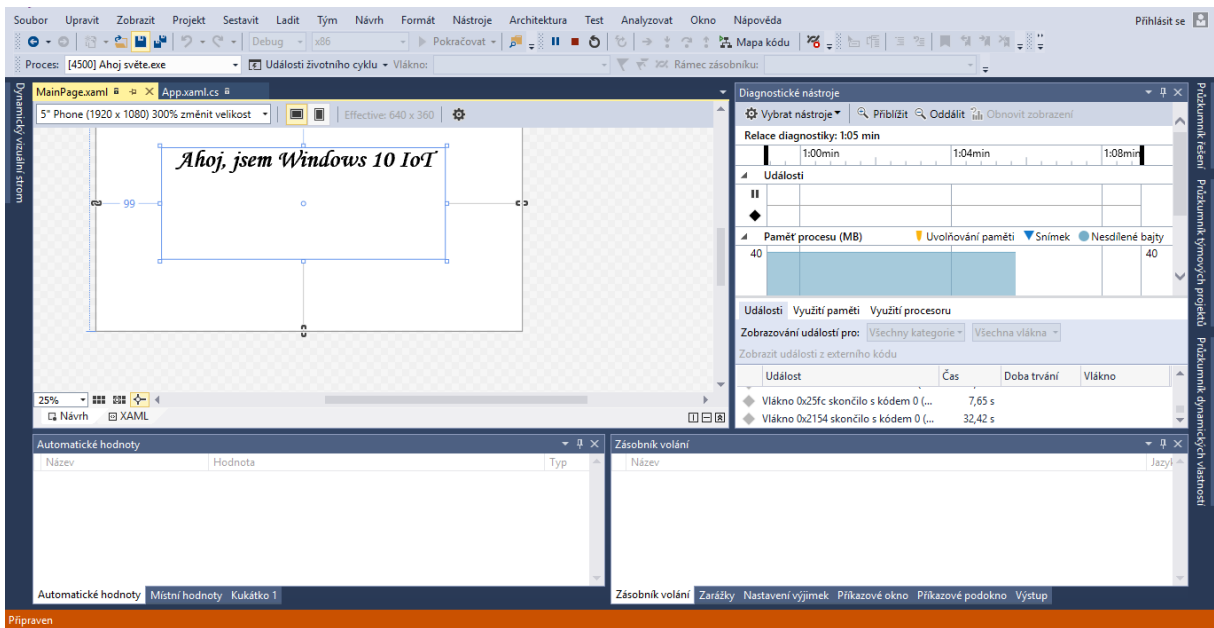 Soubor Upravit Zobrazit Projekt Sestavit Ladit Tým Návrh Formát Nástroje Architektura Test Analyzovat Okno Nápověda Přihlásit se
Debug x86 Pokračovat Mapa kódu
Proces: [4500] Ahoj světe.exe Události životního cyklu Vlákno: Rámec zásobníku:
Dynamický vizuální strom
MainPage.xaml App.xaml.cs
5" Phone (1920 x 1080) 300% změnit velikost Effective: 640 x 360
Ahoj, jsem Windows 10 IoT
99
25%
Návrh XAML
Diagnostické nástroje
Vybrat nástroje Přiblížit Oddálit Obnovit zobrazení
Relace diagnostiky: 1:05 min
1:00min 1:04min 1:08min
Události
Paměť procesu (MB) Uvolňování paměti Snímek Nesdílené bajty
40 40
Události Využití paměti Využití procesoru
Zobrazování událostí pro: Všechny kategorie Všechna vlákna
Zobrazit události z externího kódu
Událost Čas Doba trvání Vlákno
Vlákno 0x25fc skončilo s kódem 0 (... 7,65 s
Vlákno 0x2154 skončilo s kódem 0 (... 32,42 s
Průzkumník řešení
Průzkumník týmových projektů
Průzkumník dynamických vlastností
Automatické hodnoty
Název Hodnota Typ
Automatické hodnoty Místní hodnoty Kukátko 1
Zásobník volání
Název Jazyk
Zásobník volání Zarážky Nastavení výjimek Příkazové okno Příkazové podokno Výstup
Připraven